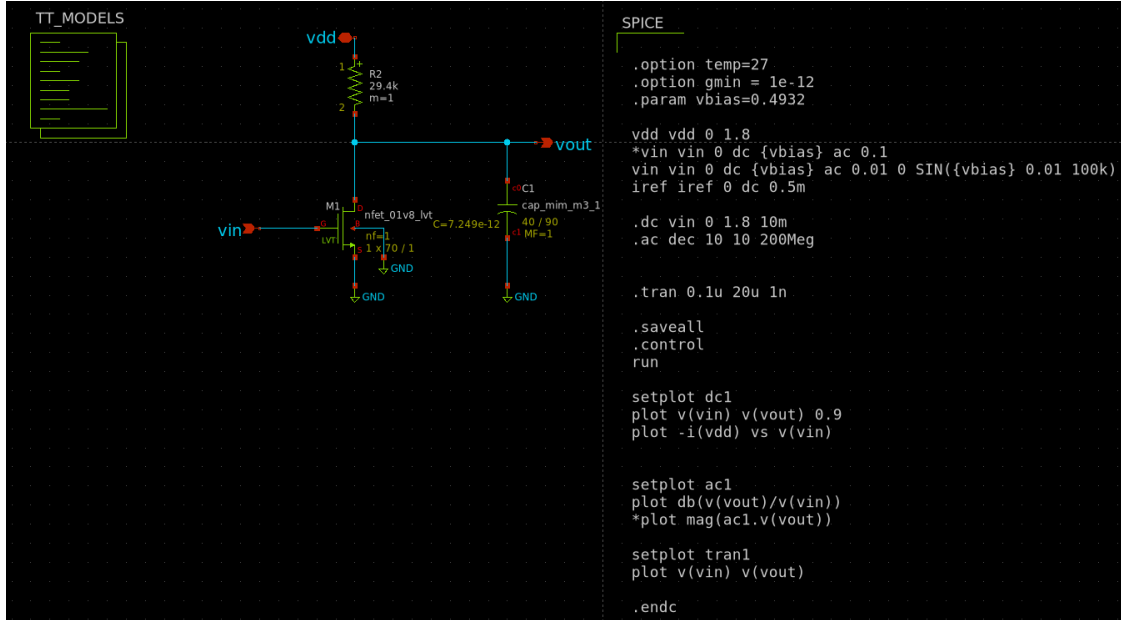 TT_MODELS
vdd
1
+
R2
29.4k
m=1
2
vout
vin
M1
D
nfet_01v8_lvt
G
B
LVT
nf=1
S
1 x 70 / 1
GND
GND
c0
C1
cap_mim_m3_1
C=7.249e-12
40 / 90
c1
MF=1
GND
SPICE
.option temp=27
.option gmin = 1e-12
.param vbias=0.4932
vdd vdd 0 1.8
*vin vin 0 dc {vbias} ac 0.1
vin vin 0 dc {vbias} ac 0.01 0 SIN({vbias} 0.01 100k)
iref iref 0 dc 0.5m
.dc vin 0 1.8 10m
.ac dec 10 10 200Meg
.tran 0.1u 20u 1n
.saveall
.control
run
setplot dc1
plot v(vin) v(vout) 0.9
plot -i(vdd) vs v(vin)
setplot ac1
plot db(v(vout)/v(vin))
*plot mag(ac1.v(vout))
setplot tran1
plot v(vin) v(vout)
.endc